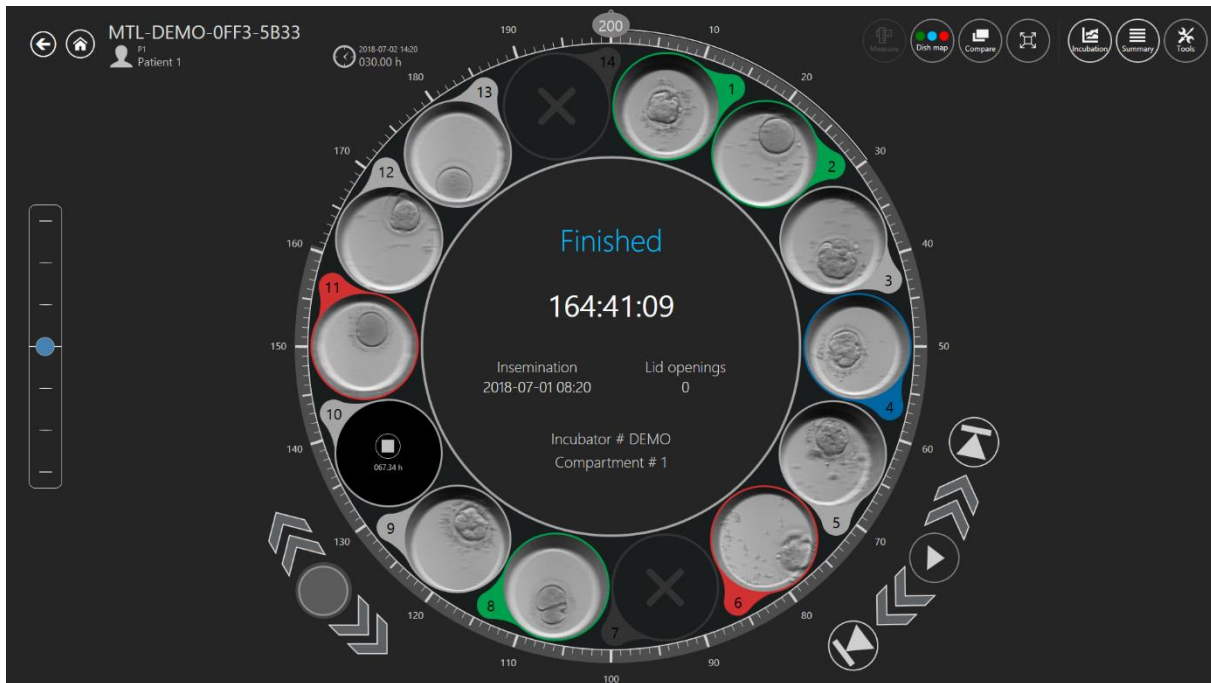 MTL-DEMO-0FF3-5B33
P1
Patient 1
2018-07-02 14:20
030.00 h
Measure
Dish map
Compare
Incubation
Summary
Tools
200
10
20
30
40
50
60
70
80
90
100
110
120
130
140
150
160
170
180
190
1
2
3
4
5
6
7
8
9
10
11
12
13
14
067.34 h
Finished
164:41:09
Insemination
2018-07-01 08:20
Lid openings
0
Incubator # DEMO
Compartment # 1